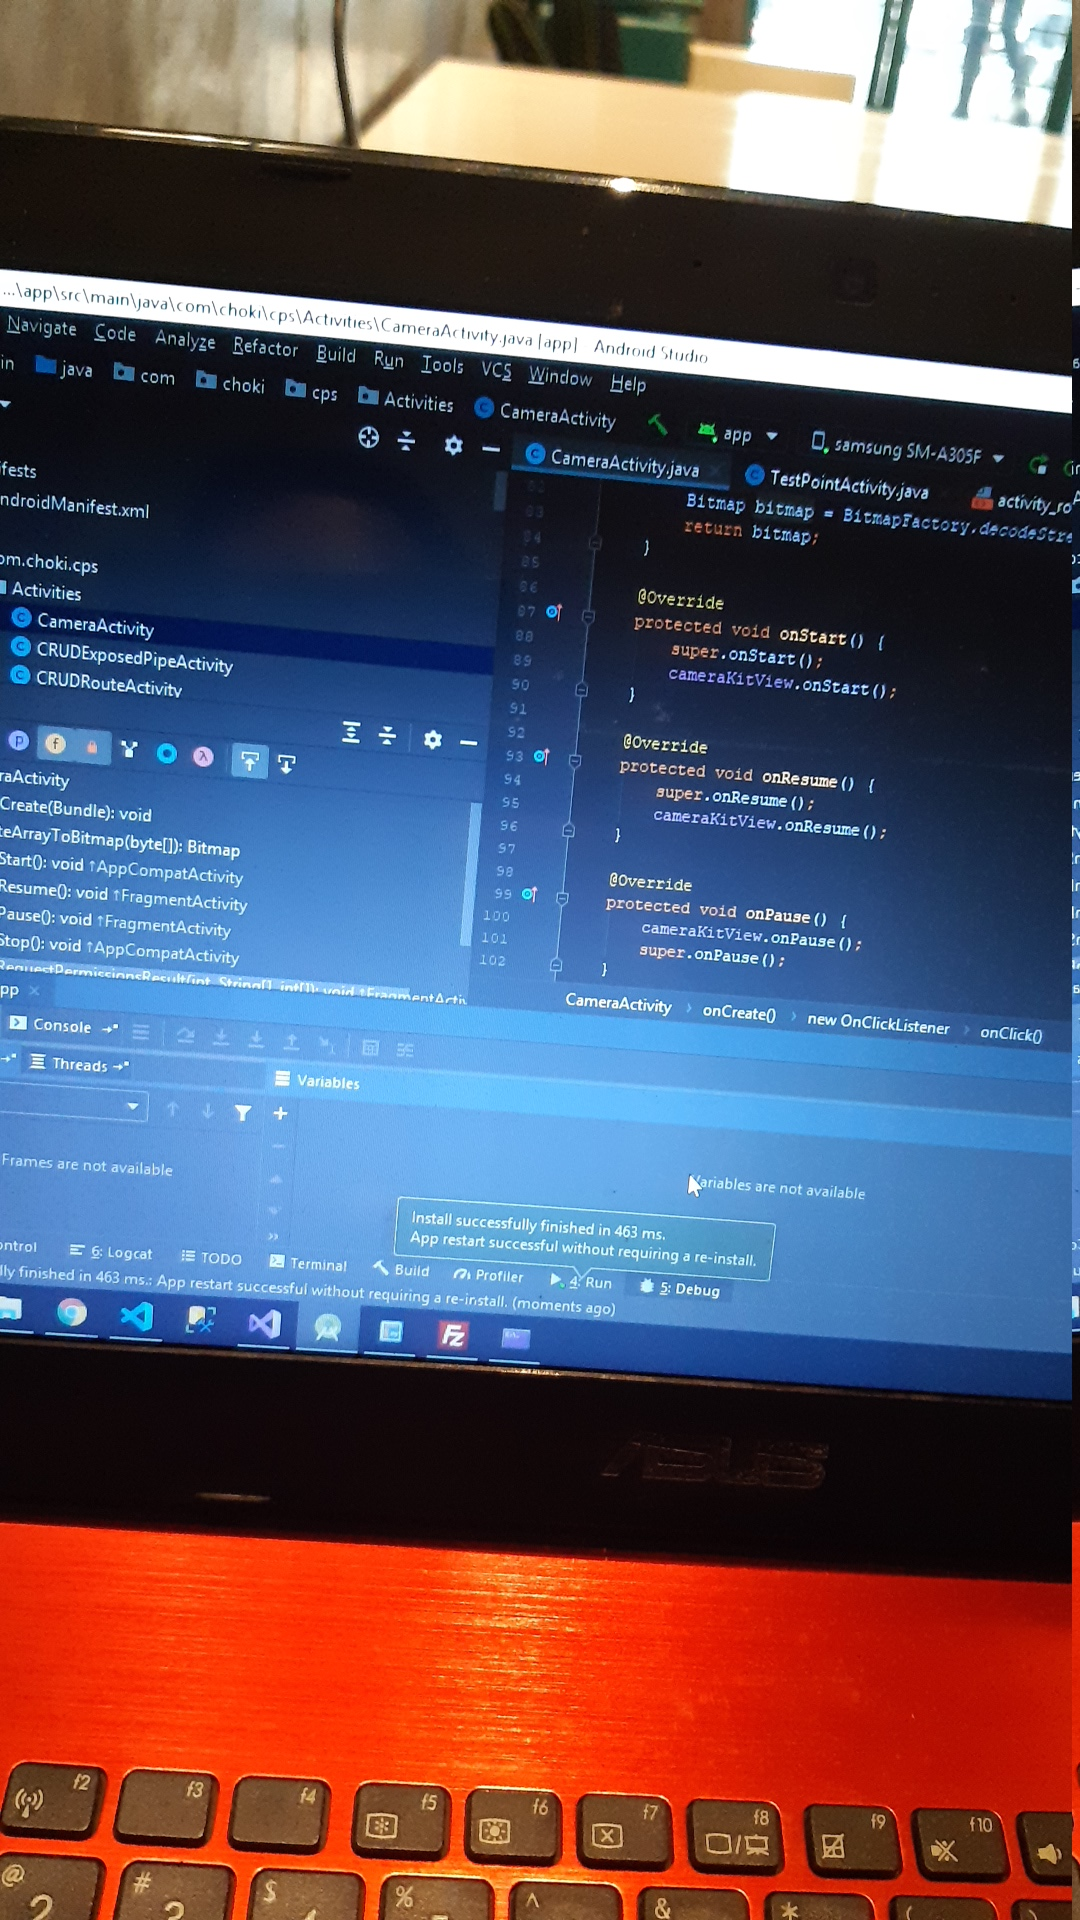 ...\app\src\main\java\com\choki\cps\Activities\CameraActivity.java [app] Android Studio
Navigate Code Analyze Refactor Build Run Tools VCS Window Help
in java com choki cps Activities CameraActivity app samsung SM-A305F
CameraActivity.java TestPointActivity.java activity_ro
ifests
ndroidManifest.xml
om.choki.cps
Activities
CameraActivity
CRUDExposedPipeActivity
CRUDRouteActivity
83
84
85
86
87
88
89
90
91
92
93
94
95
96
97
98
99
100
101
102
Bitmap bitmap = BitmapFactory.decodeStre
return bitmap;
}
@Override
protected void onStart() {
super.onStart();
cameraKitView.onStart();
}
@Override
protected void onResume() {
super.onResume();
cameraKitView.onResume();
}
@Override
protected void onPause() {
cameraKitView.onPause();
super.onPause();
}
raActivity
Create(Bundle): void
teArrayToBitmap(byte[]): Bitmap
Start(): void ↑AppCompatActivity
Resume(): void ↑FragmentActivity
Pause(): void ↑FragmentActivity
Stop(): void ↑AppCompatActivity
RequestPermissionsResult(int, String[], int[]): void ↑FragmentActiv
CameraActivity › onCreate() › new OnClickListener › onClick()
pp ×
Console
Threads
Variables
Frames are not available
Variables are not available
Install successfully finished in 463 ms.
App restart successful without requiring a re-install.
ontrol 6: Logcat TODO Terminal Build Profiler 4: Run 5: Debug
lly finished in 463 ms.: App restart successful without requiring a re-install. (moments ago)
Fz
ASUS
f2 f3 f4 f5 f6 f7 f8 f9 f10
@ # $ % ^ & * (
2 3 4